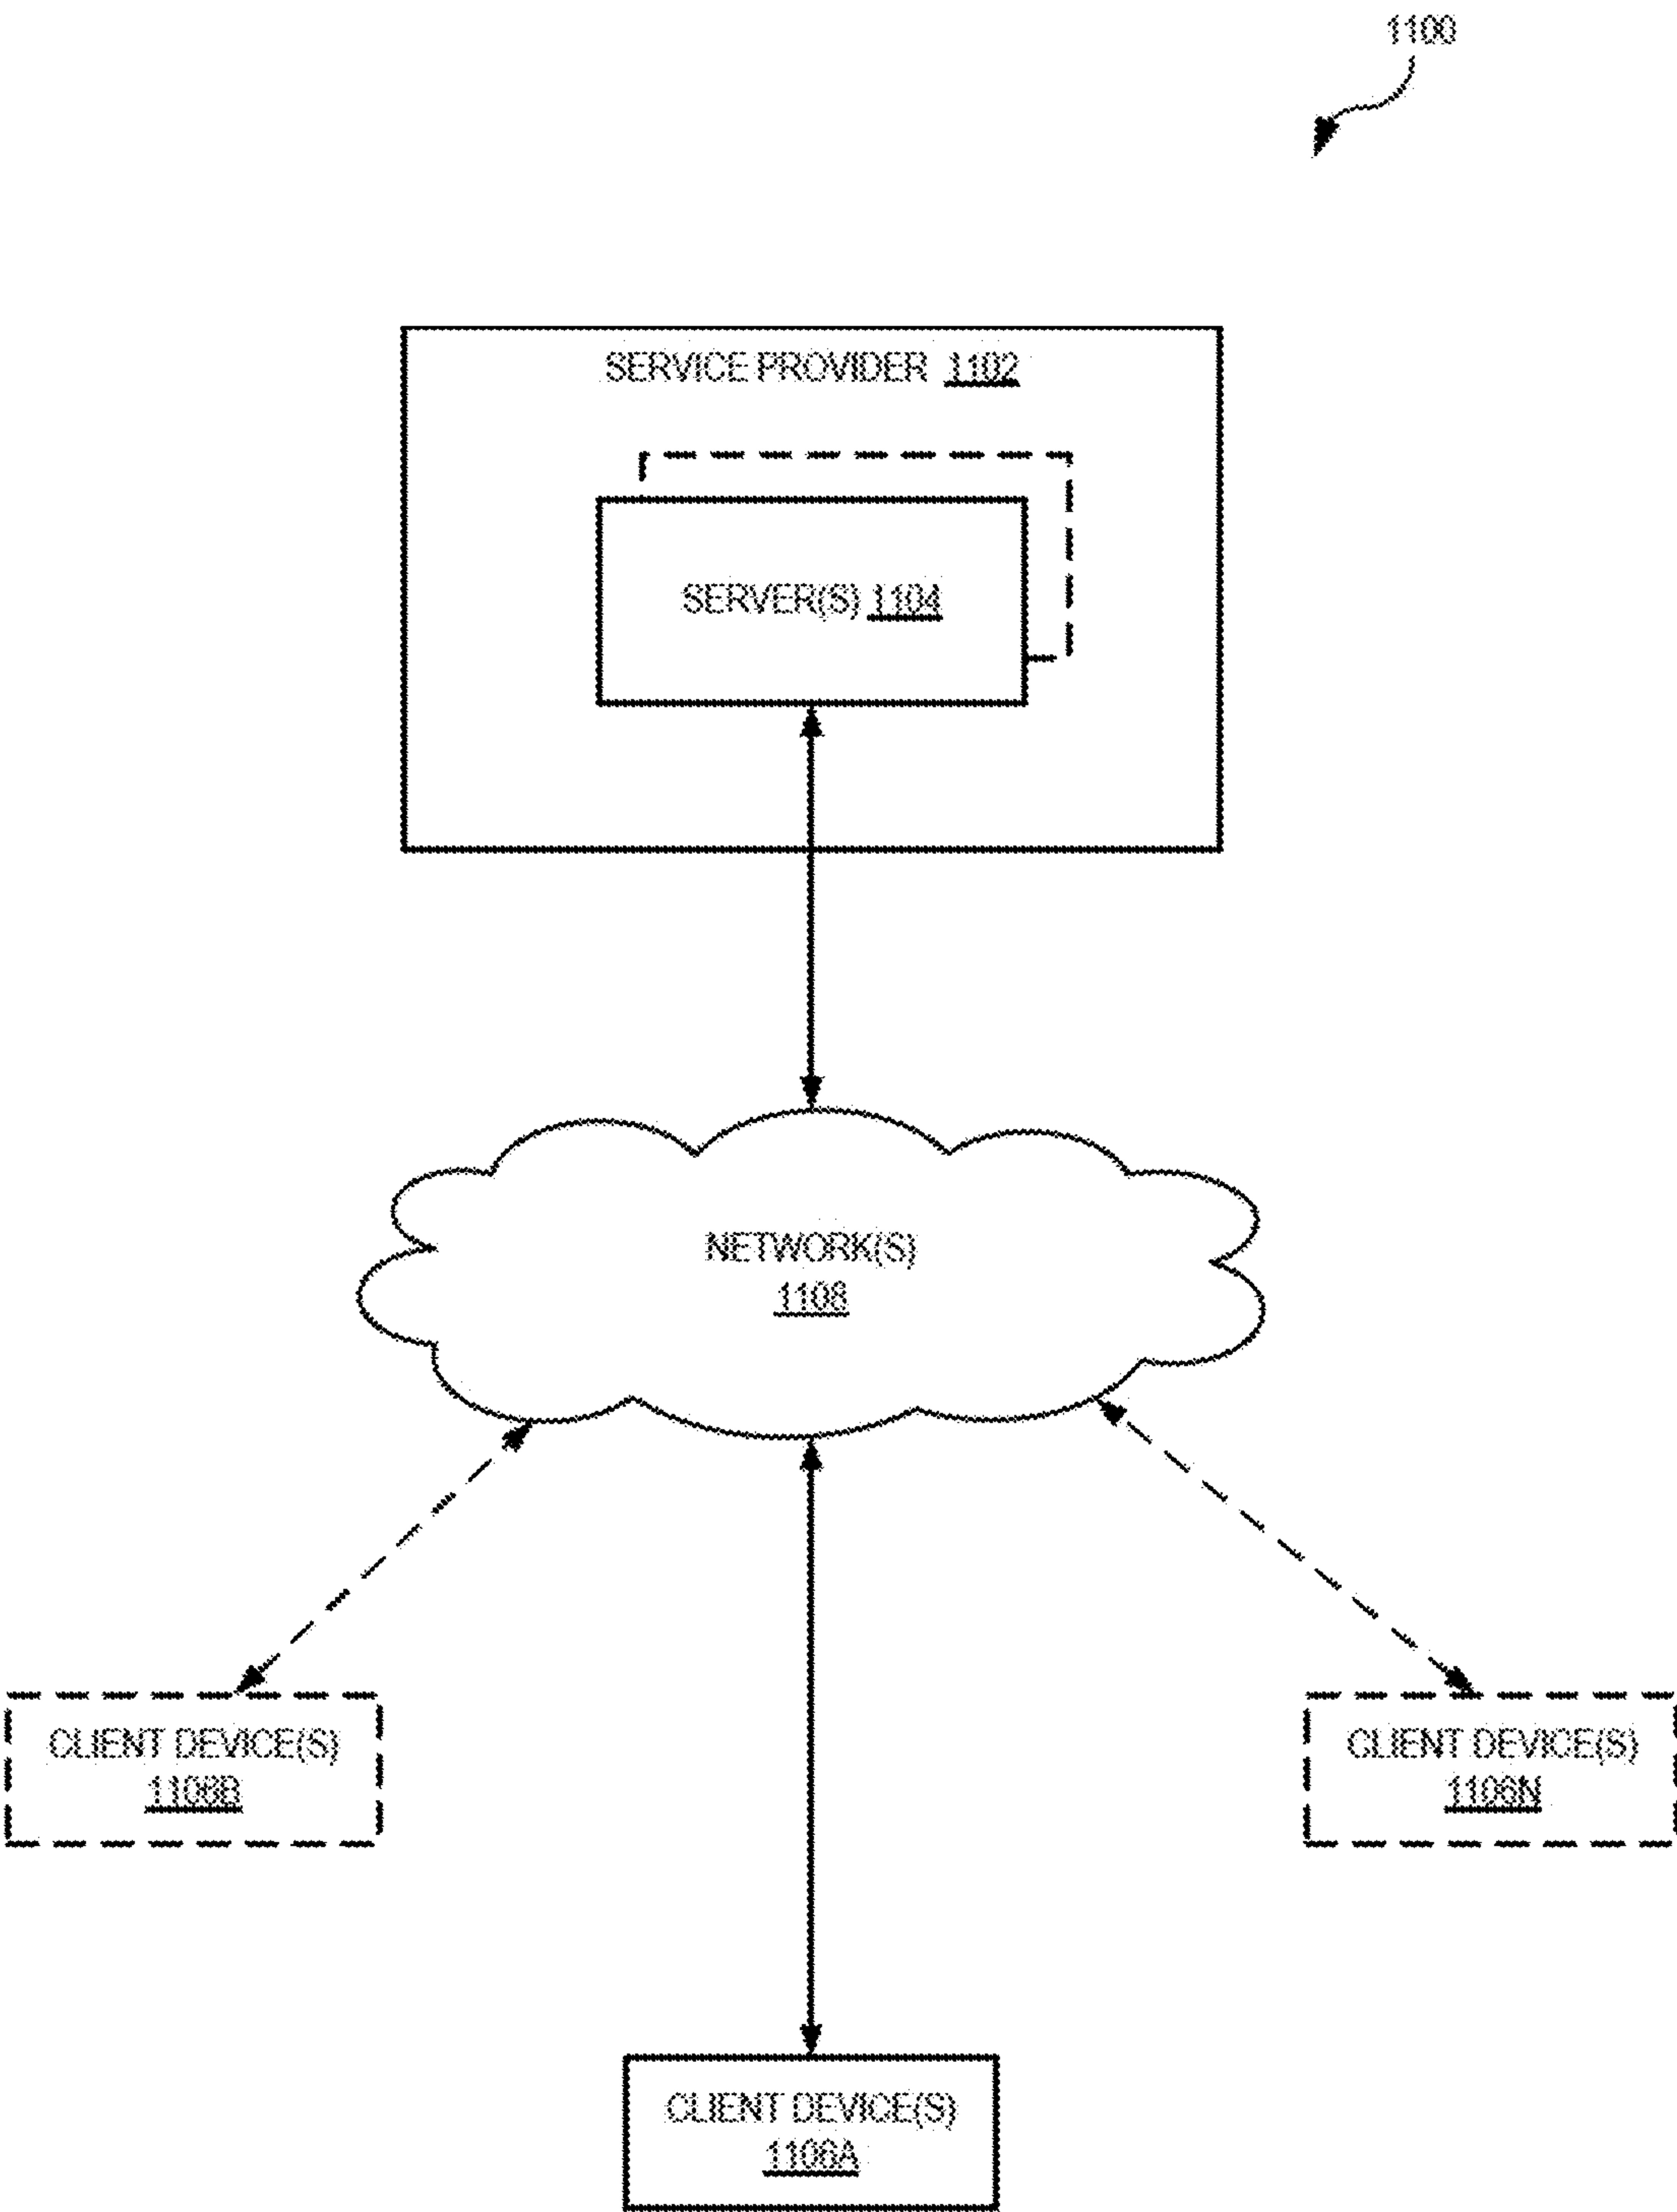 1100
SERVICE PROVIDER 1102
SERVER(S) 1104
NETWORK(S)
1108
CLIENT DEVICE(S)
1106B
CLIENT DEVICE(S)
1106N
CLIENT DEVICE(S)
1106A